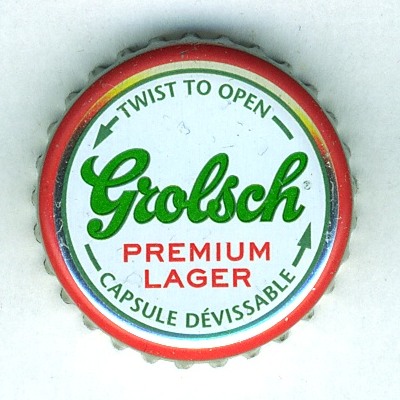 TWIST TO OPEN
Grolsch
PREMIUM
LAGER
CAPSULE DÉVISSABLE